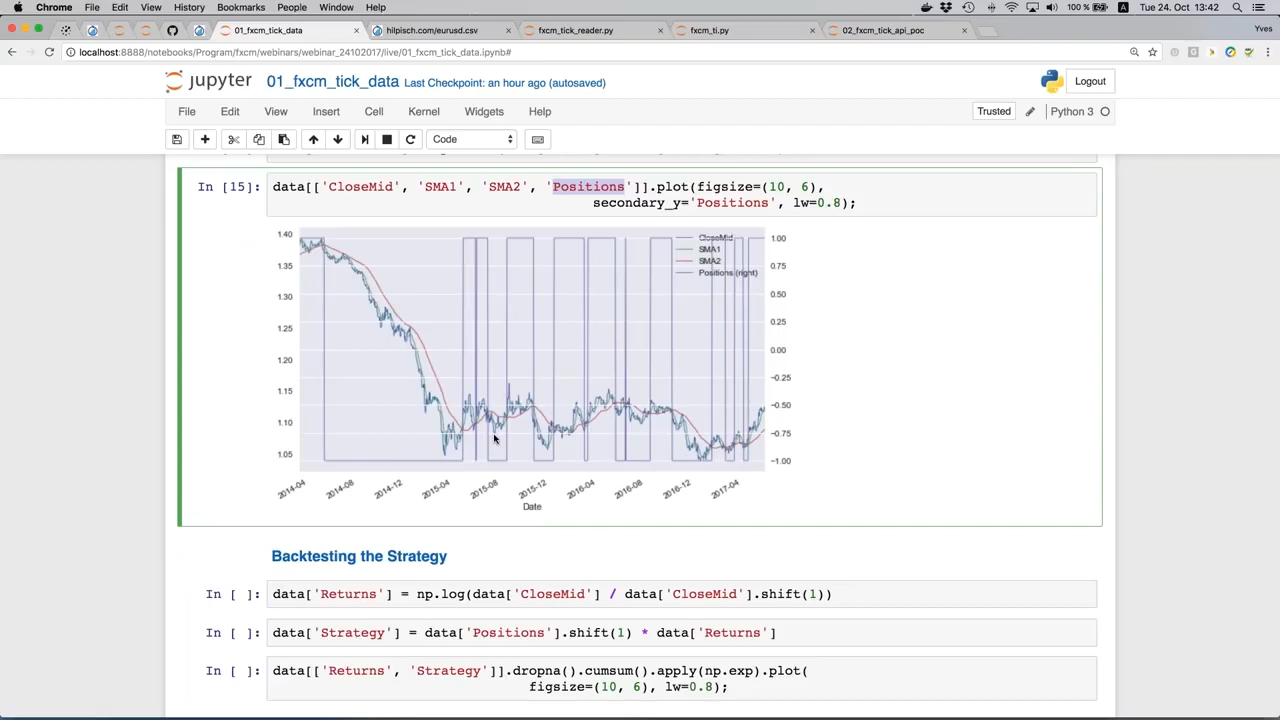 Chrome File Edit View History Bookmarks People Window Help
100 % Tue 24. Oct 13:42
01_fxcm_tick_data
hilpisch.com/eurusd.csv
fxcm_tick_reader.py
fxcm_ti.py
02_fxcm_tick_api_poc
Yves
localhost:8888/notebooks/Program/fxcm/webinars/webinar_24102017/live/01_fxcm_tick_data.ipynb#
jupyter 01_fxcm_tick_data Last Checkpoint: an hour ago (autosaved)
Logout
File Edit View Insert Cell Kernel Widgets Help
Trusted
Python 3
Code
In [15]: data[['CloseMid', 'SMA1', 'SMA2', 'Positions']].plot(figsize=(10, 6),
secondary_y='Positions', lw=0.8);
1.40
1.35
1.30
1.25
1.20
1.15
1.10
1.05
CloseMid
SMA1
SMA2
Positions (right)
1.00
0.75
0.50
0.25
0.00
−0.25
−0.50
−0.75
−1.00
2014-04 2014-08 2014-12 2015-04 2015-08 2015-12 2016-04 2016-08 2016-12 2017-04
Date
Backtesting the Strategy
In [ ]: data['Returns'] = np.log(data['CloseMid'] / data['CloseMid'].shift(1))
In [ ]: data['Strategy'] = data['Positions'].shift(1) * data['Returns']
In [ ]: data[['Returns', 'Strategy']].dropna().cumsum().apply(np.exp).plot(
figsize=(10, 6), lw=0.8);